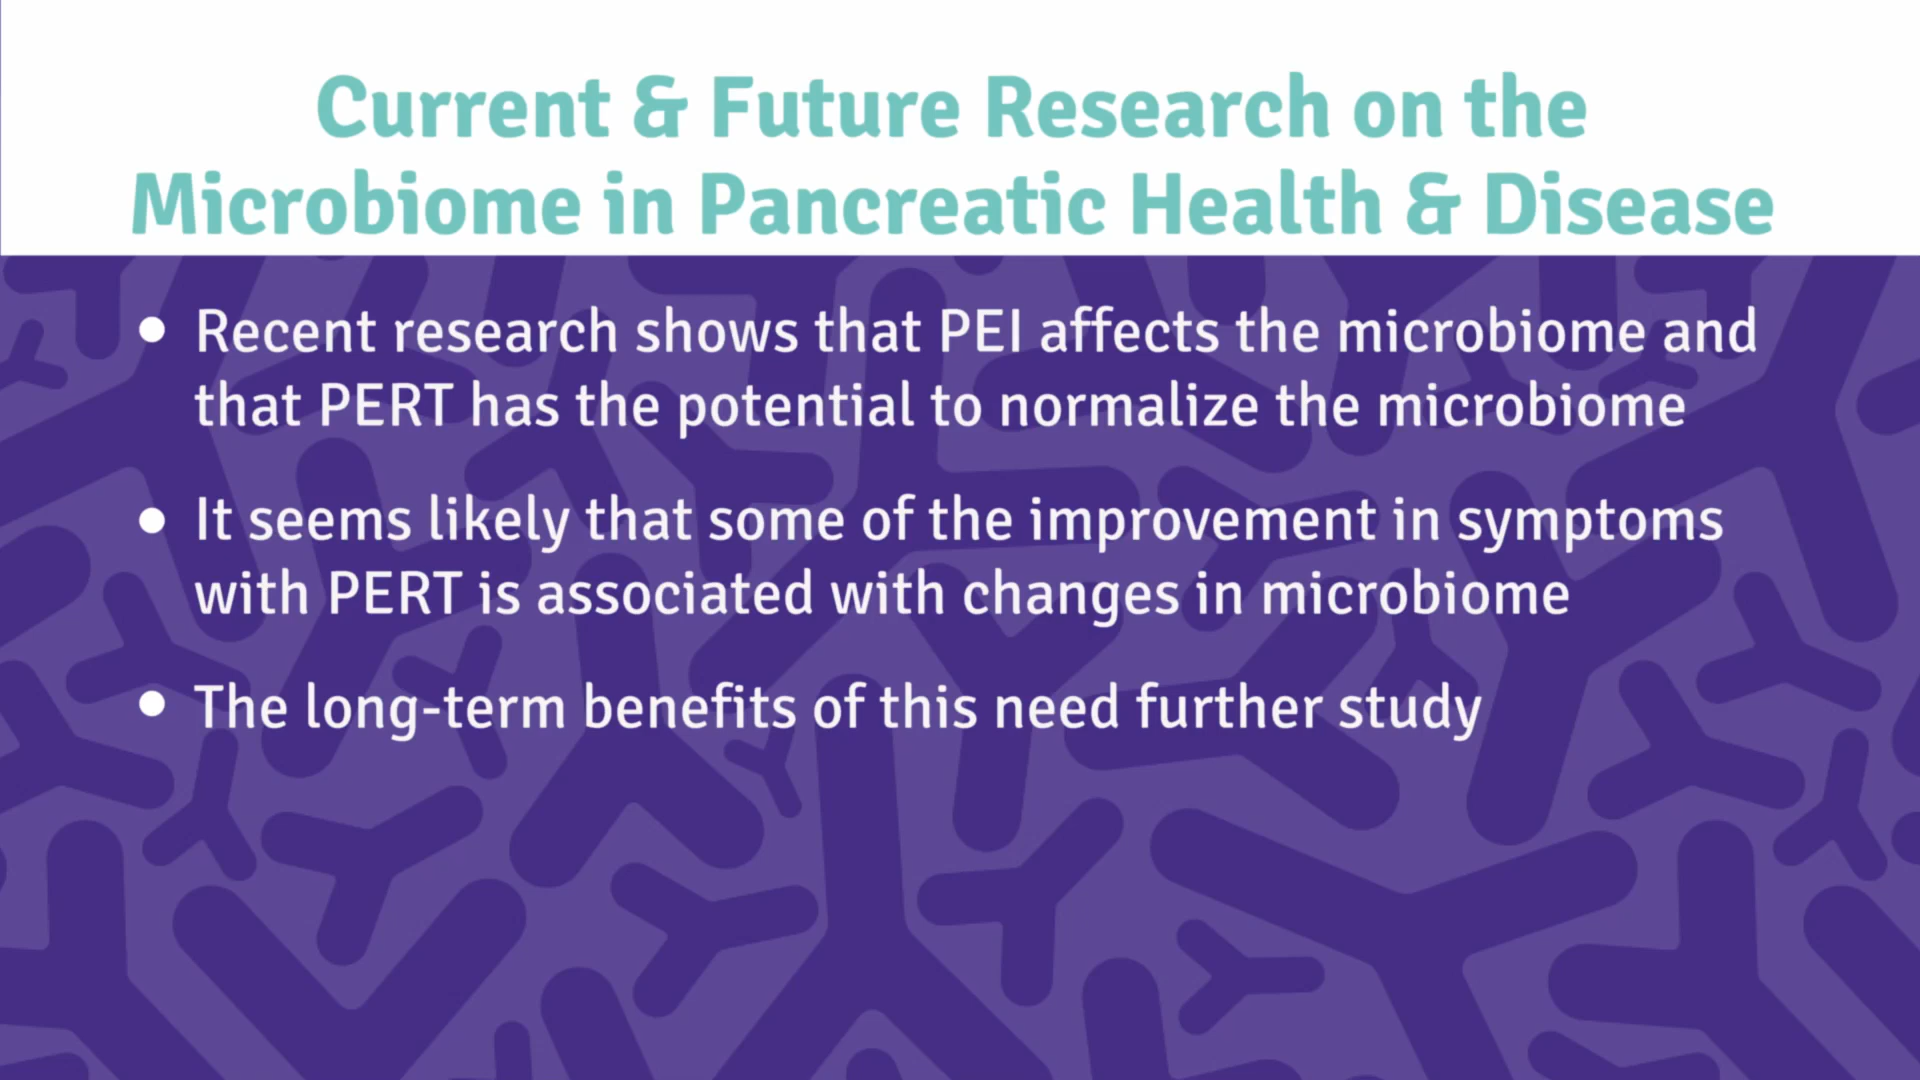 Current & Future Research on the
Microbiome in Pancreatic Health & Disease
• Recent research shows that PEI affects the microbiome and
that PERT has the potential to normalize the microbiome
• It seems likely that some of the improvement in symptoms
with PERT is associated with changes in microbiome
• The long-term benefits of this need further study